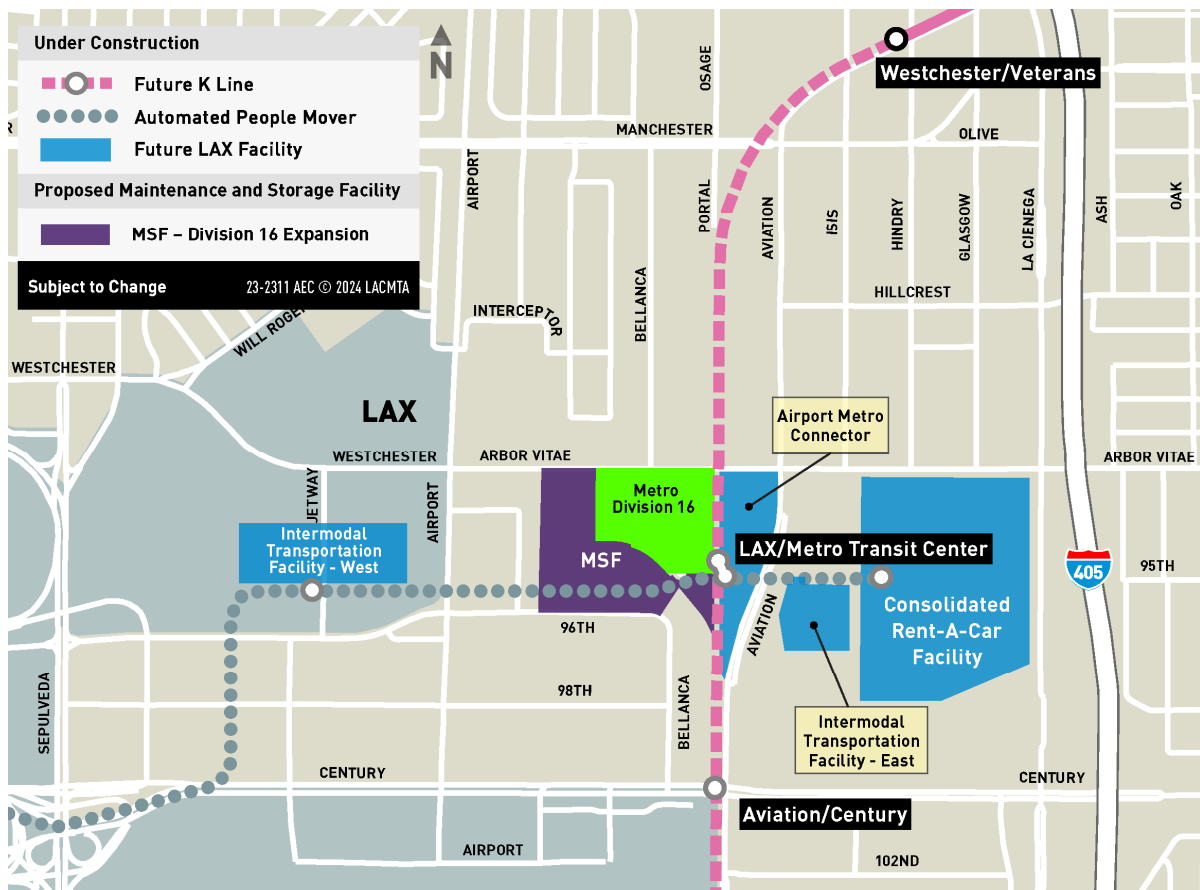 Under Construction
Future K Line
Automated People Mover
Future LAX Facility
Proposed Maintenance and Storage Facility
MSF – Division 16 Expansion
Subject to Change 23-2311 AEC © 2024 LACMTA
N
OSAGE
Westchester/Veterans
R
MANCHESTER
OLIVE
AIRPORT
PORTAL
AVIATION
ISIS
HINDRY
GLASGOW
LA CIENEGA
ASH
OAK
BELLANCA
HILLCREST
INTERCEPTOR
WILL ROGER
WESTCHESTER
LAX
Airport Metro
Connector
WESTCHESTER
ARBOR VITAE
ARBOR VITAE
JETWAY
AIRPORT
Metro
Division 16
Intermodal
Transportation
Facility - West
MSF
LAX/Metro Transit Center
405
95TH
Consolidated
Rent-A-Car
Facility
AVIATION
96TH
98TH
BELLANCA
SEPULVEDA
Intermodal
Transportation
Facility - East
CENTURY
CENTURY
Aviation/Century
AIRPORT
102ND